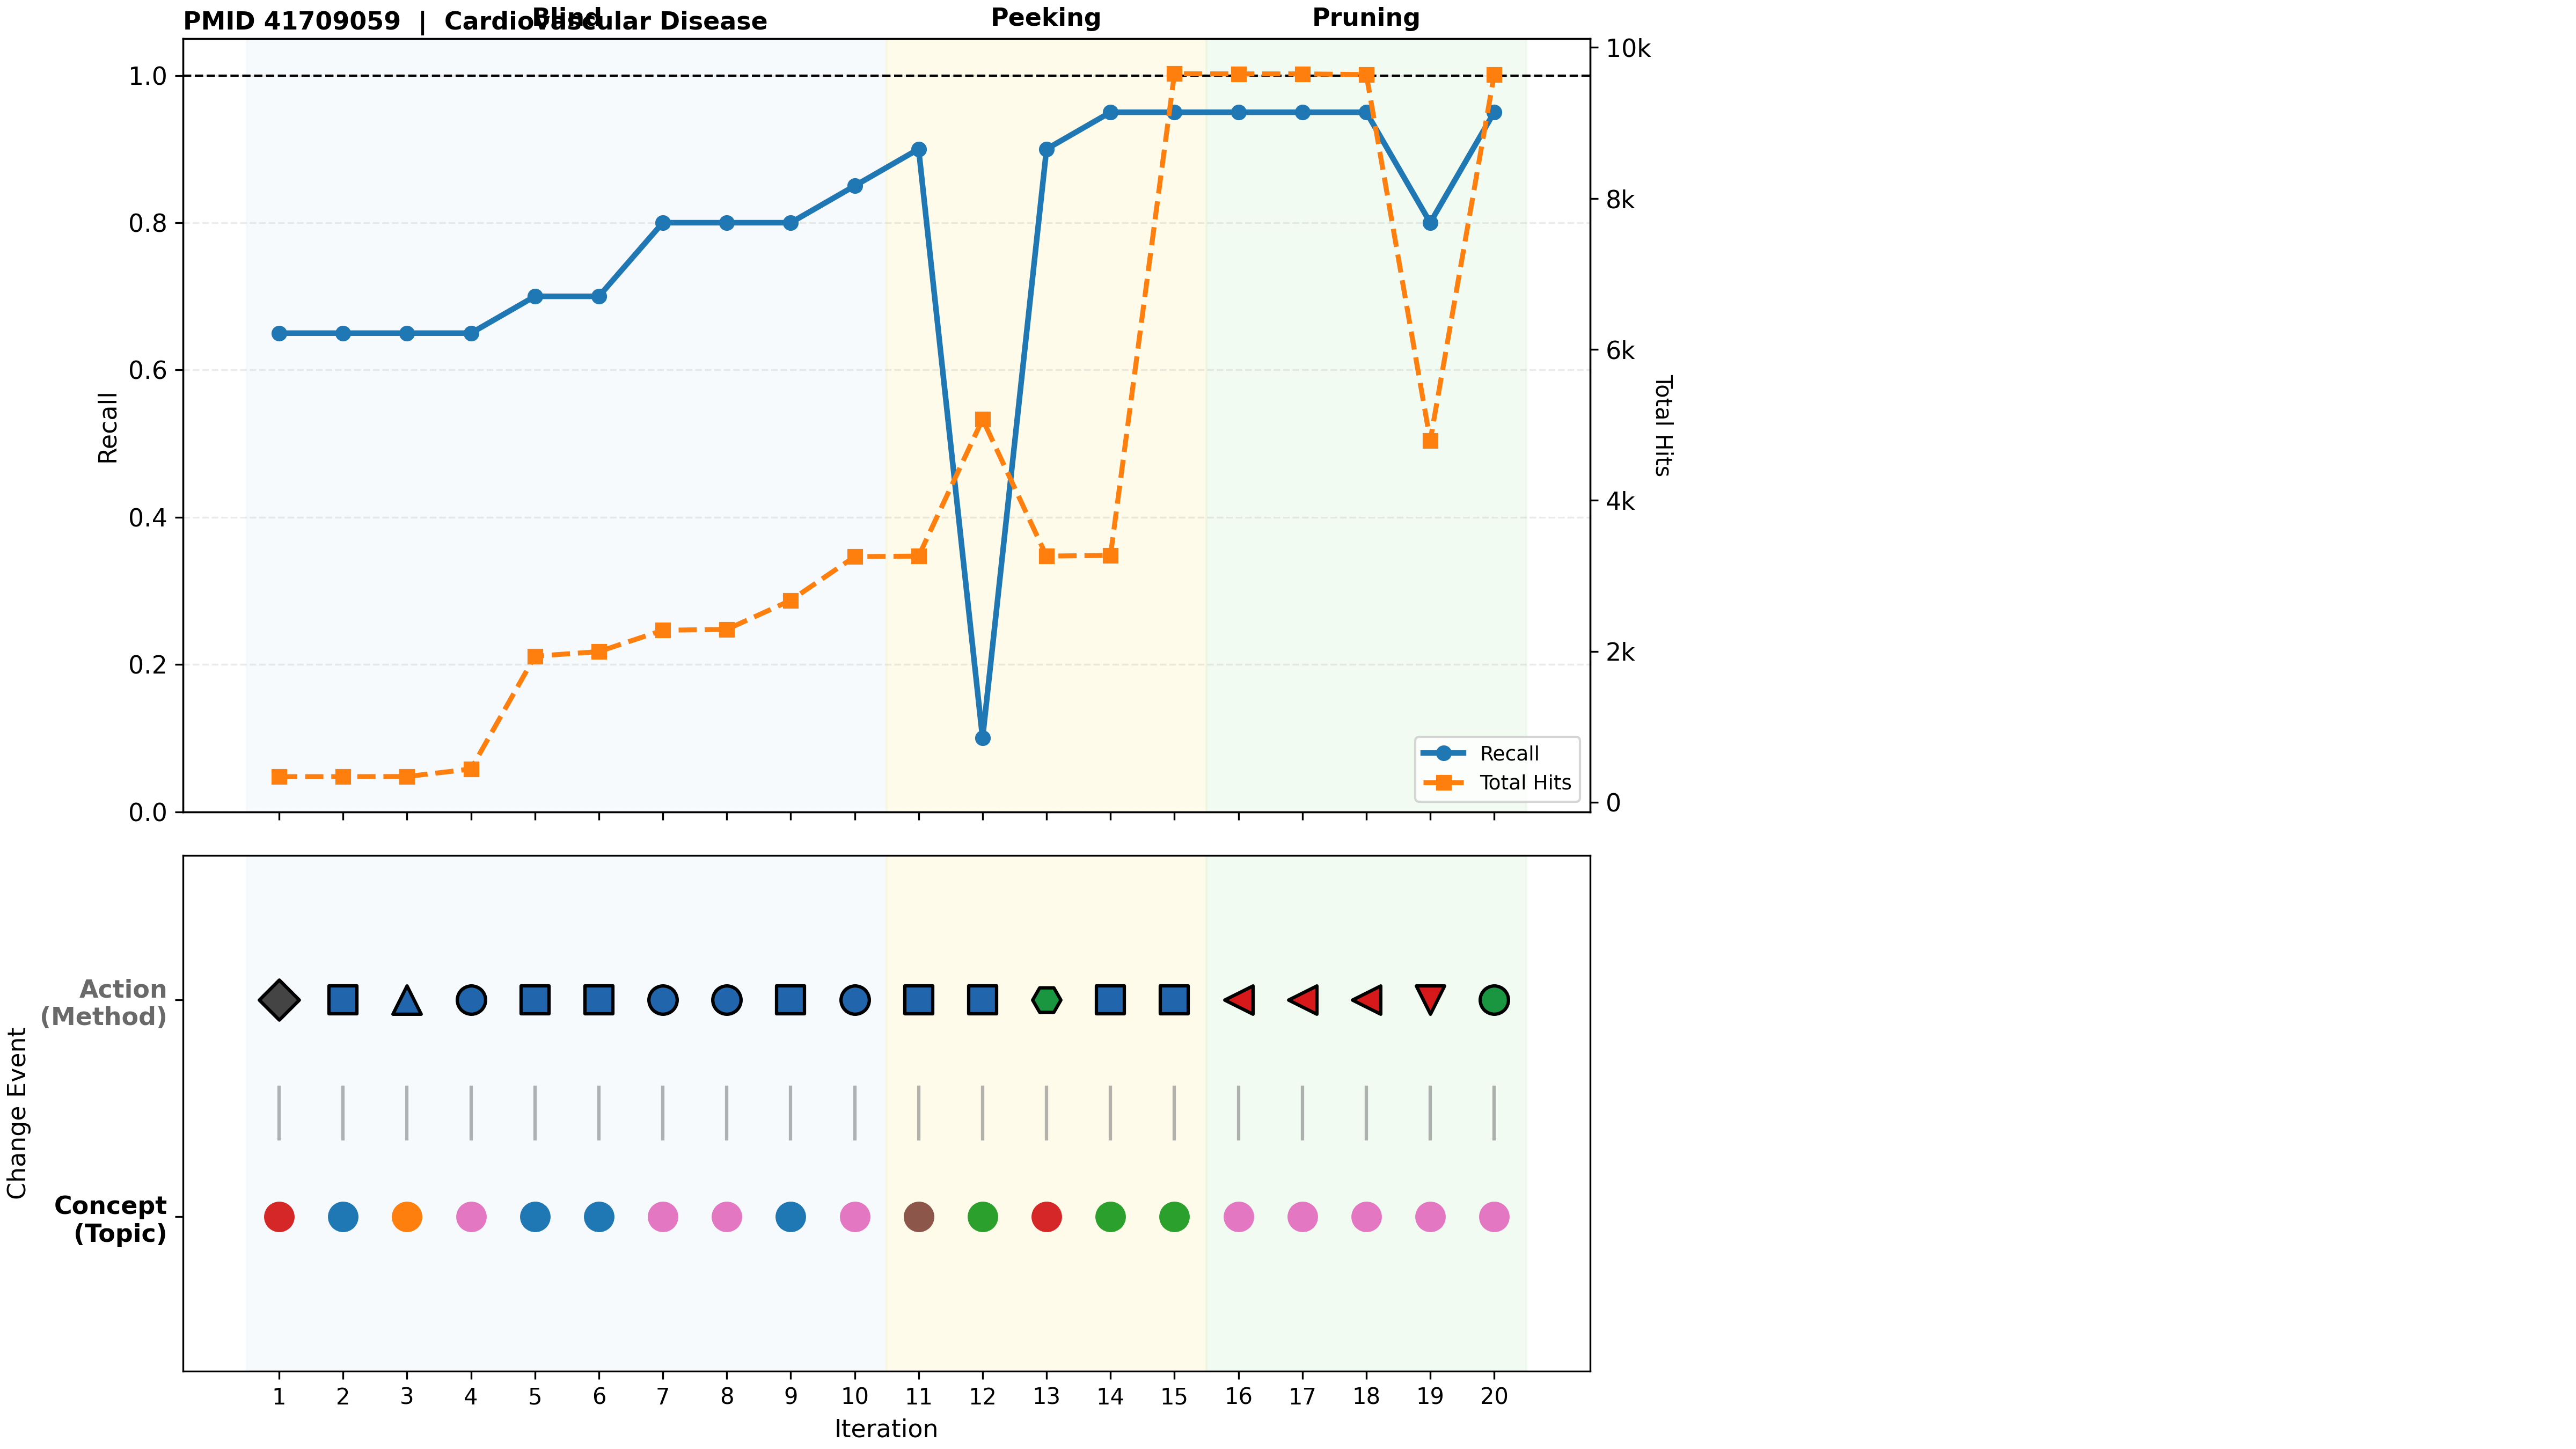 PMID 41709059 | Cardiovascular Disease
Blind
Peeking
Pruning
1.0
0.8
0.6
0.4
0.2
0.0
Recall
10k
8k
6k
4k
2k
0
Total Hits
Recall
Total Hits
Action
(Method)
Concept
(Topic)
Change Event
1 2 3 4 5 6 7 8 9 10 11 12 13 14 15 16 17 18 19 20
Iteration